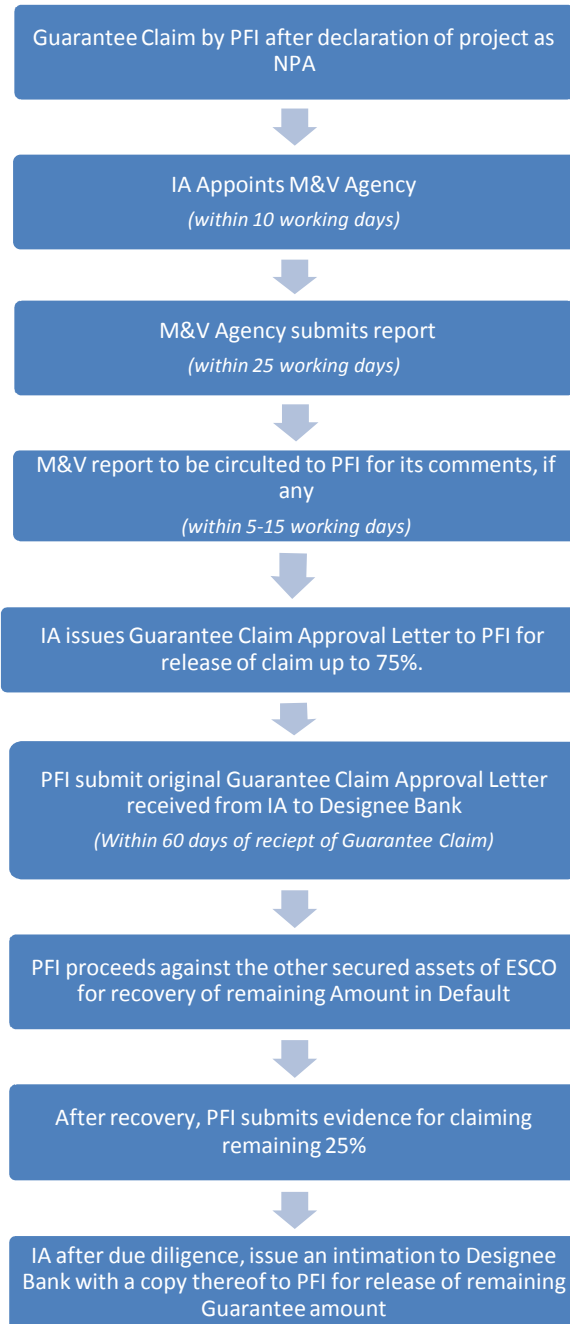 Guarantee Claim by PFI after declaration of project as
NPA
IA Appoints M&V Agency
(within 10 working days)
M&V Agency submits report
(within 25 working days)
M&V report to be circulted to PFI for its comments, if
any
(within 5-15 working days)
IA issues Guarantee Claim Approval Letter to PFI for
release of claim up to 75%.
PFI submit original Guarantee Claim Approval Letter
received from IA to Designee Bank
(Within 60 days of reciept of Guarantee Claim)
PFI proceeds against the other secured assets of ESCO
for recovery of remaining Amount in Default
After recovery, PFI submits evidence for claiming
remaining 25%
IA after due diligence, issue an intimation to Designee
Bank with a copy thereof to PFI for release of remaining
Guarantee amount